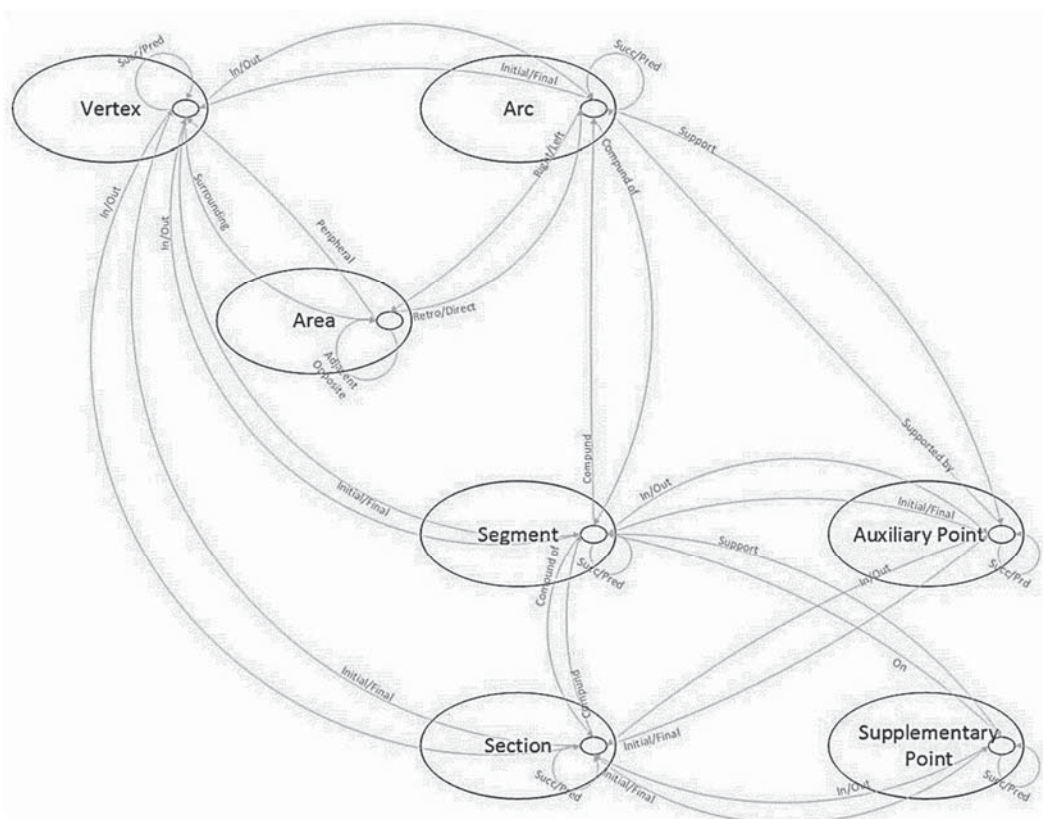 Succ/Pred
In/Out
Initial/Final
Succ/Pred
Vertex
Arc
Support
Compund of
Right/Left
In/Out
Surrounding
In/Out
Peripheral
Area
Retro/Direct
Adjacent
Opposite
Supported by
Compund
In/Out
Initial/Final
Initial/Final
Segment
Auxiliary Point
Support
Compund of
Succ/Pred
In/Out
Succ/Prd
On
Initial/Final
Compund
Section
Initial/Final
Supplementary
Point
Succ/Pred
Initial/Final
In/Out
Succ/Pred